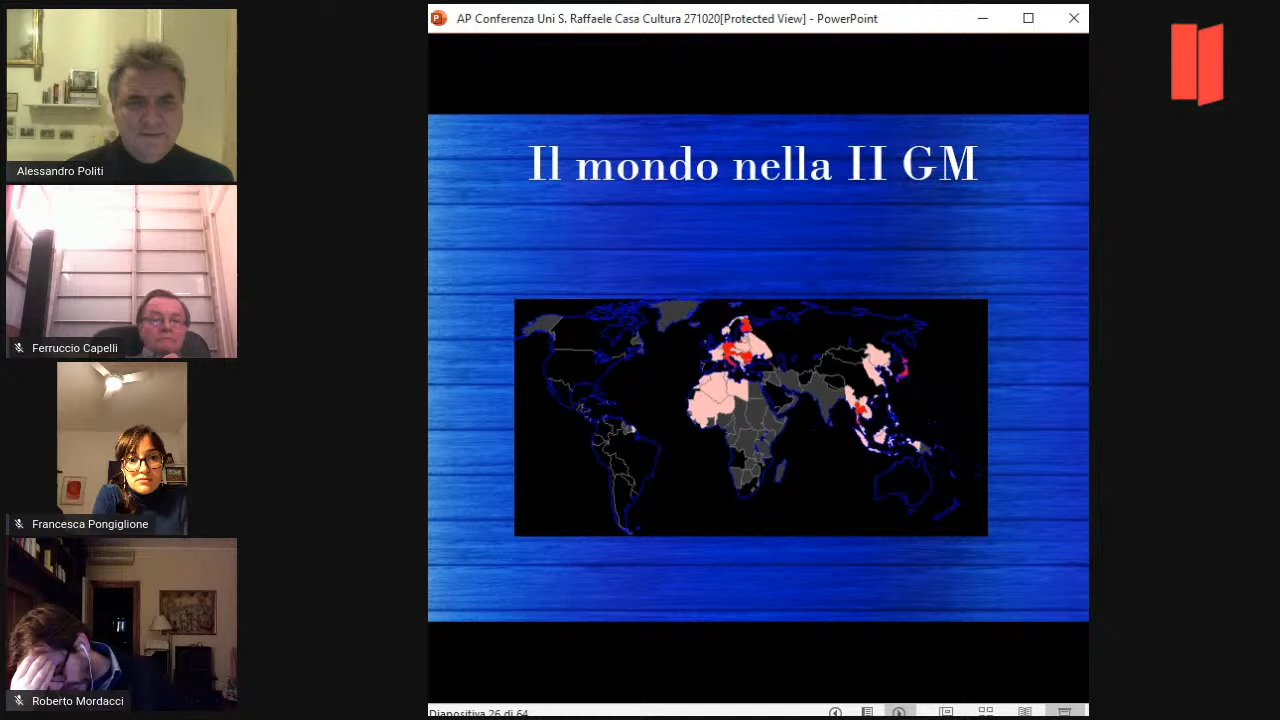 AP Conferenza Uni S. Raffaele Casa Cultura 271020[Protected View] - PowerPoint
Alessandro Politi
Ferruccio Capelli
Francesca Pongiglione
Roberto Mordacci
Il mondo nella II GM
Diapositiva 26 di 64